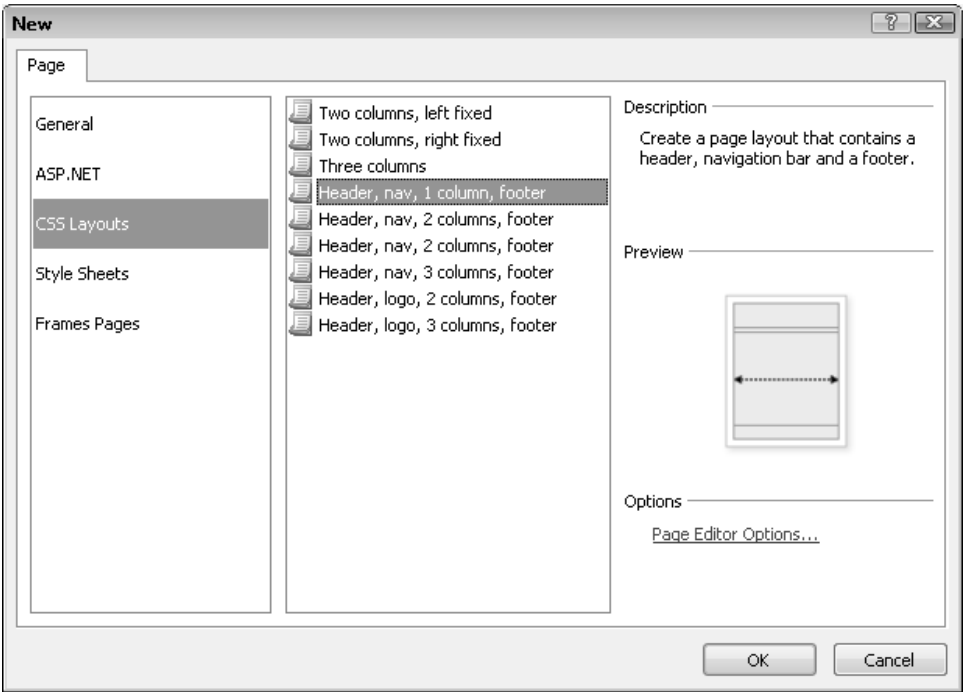 New
Page
General
ASP.NET
CSS Layouts
Style Sheets
Frames Pages
Two columns, left fixed
Two columns, right fixed
Three columns
Header, nav, 1 column, footer
Header, nav, 2 columns, footer
Header, nav, 2 columns, footer
Header, nav, 3 columns, footer
Header, logo, 2 columns, footer
Header, logo, 3 columns, footer
Description
Create a page layout that contains a
header, navigation bar and a footer.
Preview
Options
Page Editor Options...
OK
Cancel